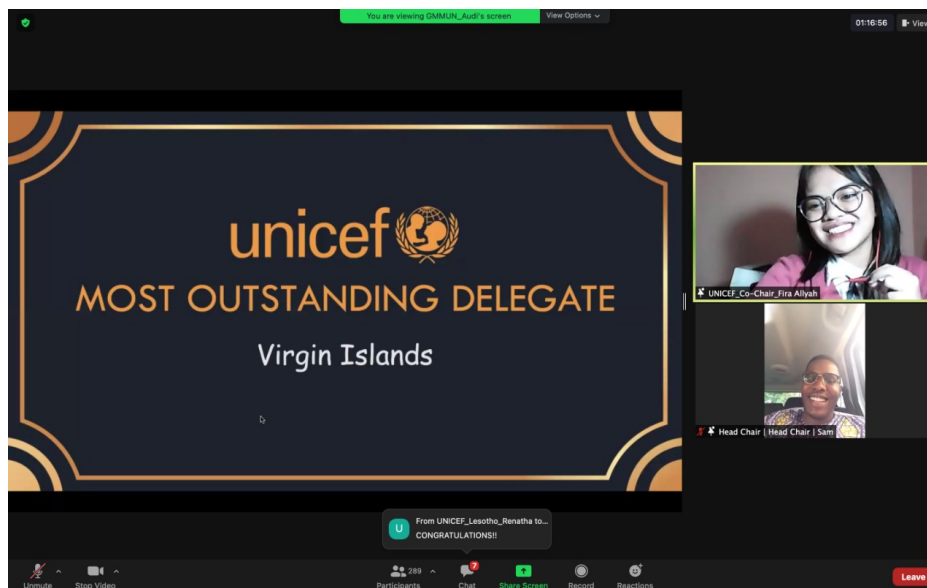 You are viewing GMMUN_Audi's screen
View Options
01:16:56
View
unicef
MOST OUTSTANDING DELEGATE
Virgin Islands
UNICEF_Co-Chair_Fira Allyah
Head Chair | Head Chair | Sam
U
From UNICEF_Lesotho_Renatha to...
CONGRATULATIONS!!
289
7
Unmute
Stop Video
Participants
Chat
Share Screen
Record
Reactions
Leave